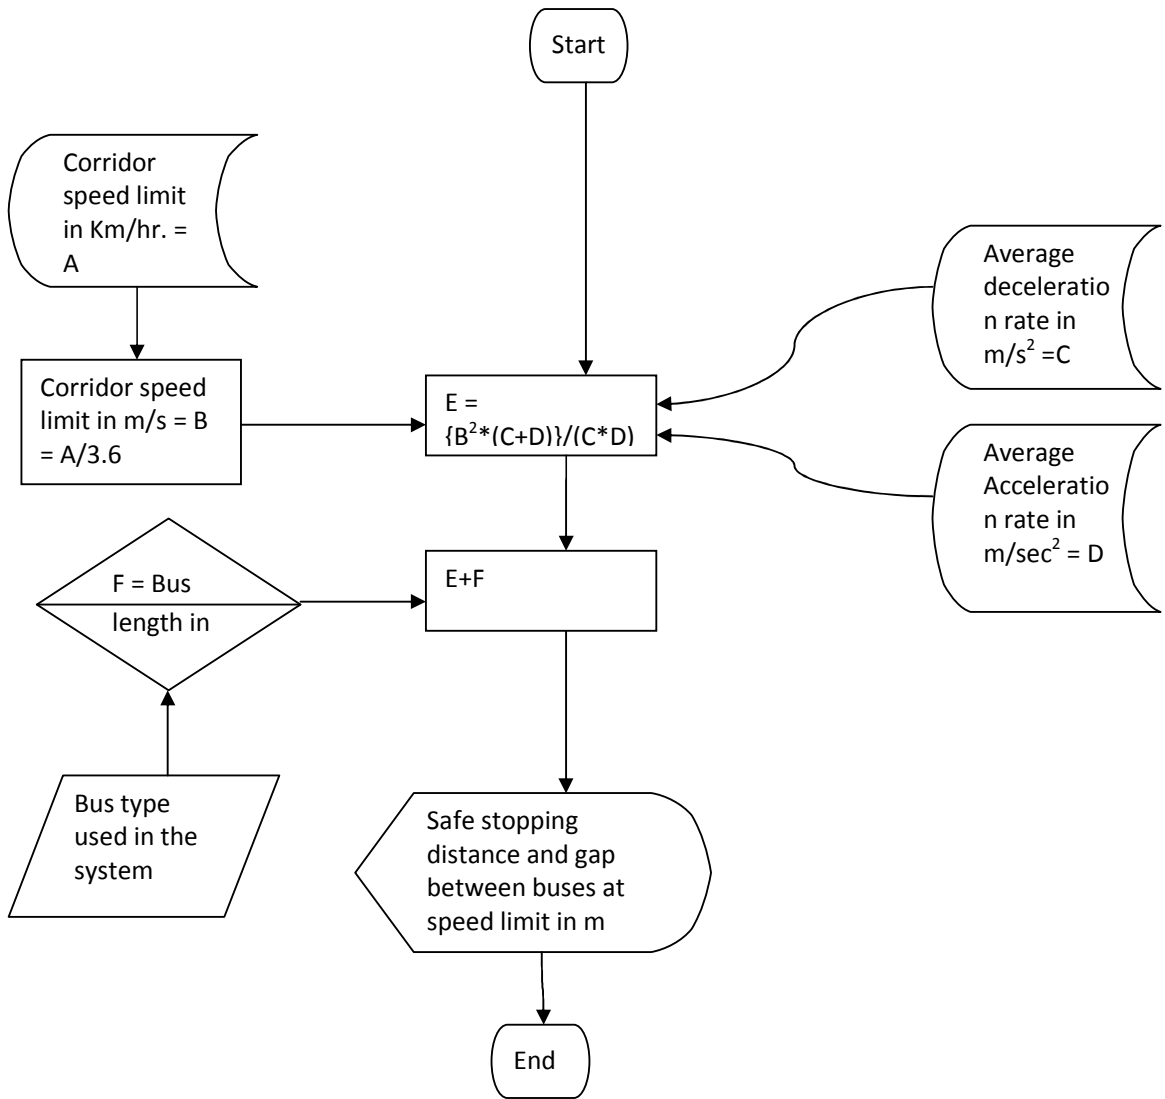 Start
Corridor
speed limit
in Km/hr. =
A
Average
deceleratio
n rate in
m/s² =C
Corridor speed
limit in m/s = B
= A/3.6
E =
{B²*(C+D)}/(C*D)
Average
Acceleratio
n rate in
m/sec² = D
F = Bus
length in
E+F
Bus type
used in the
system
Safe stopping
distance and gap
between buses at
speed limit in m
End